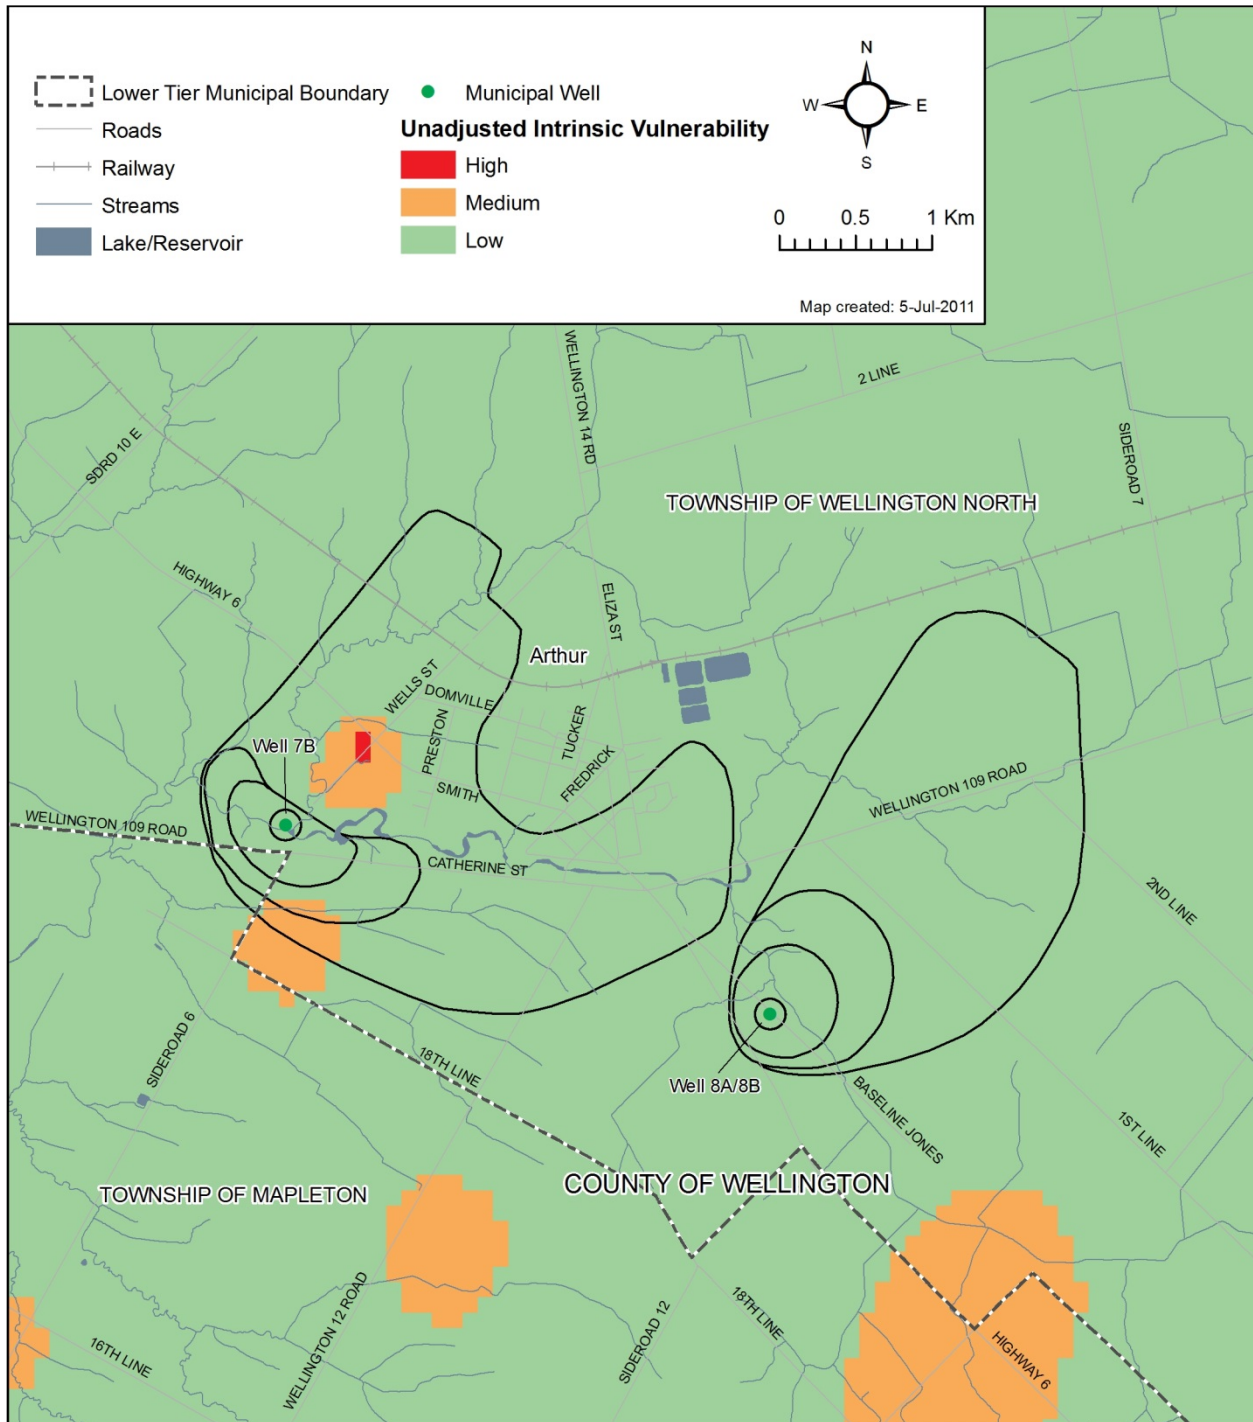 Lower Tier Municipal Boundary
Roads
Railway
Streams
Lake/Reservoir
Municipal Well
Unadjusted Intrinsic Vulnerability
High
Medium
Low
N
W E
S
0 0.5 1 Km
Map created: 5-Jul-2011
WELLINGTON 14 RD
2 LINE
SIDEROAD 7
SDRD 10 E
TOWNSHIP OF WELLINGTON NORTH
HIGHWAY 6
ELIZA ST
Arthur
WELLS ST
DOMVILLE
PRESTON
TUCKER
FREDRICK
SMITH
Well 7B
WELLINGTON 109 ROAD
WELLINGTON 109 ROAD
CATHERINE ST
2ND LINE
SIDEROAD 6
18TH LINE
Well 8A/8B
BASELINE JONES
1ST LINE
TOWNSHIP OF MAPLETON
COUNTY OF WELLINGTON
16TH LINE
WELLINGTON 12 ROAD
SIDEROAD 12
18TH LINE
HIGHWAY 6